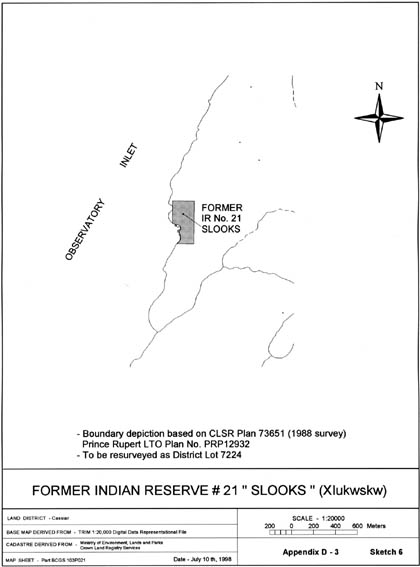 N
OBSERVATORY INLET
FORMER
IR No. 21
SLOOKS
- Boundary depiction based on CLSR Plan 73651 (1988 survey)
Prince Rupert LTO Plan No. PRP12932
- To be resurveyed as District Lot 7224
FORMER INDIAN RESERVE # 21 " SLOOKS " (Xlukwskw)
LAND DISTRICT - Cassiar
BASE MAP DERIVED FROM - TRIM 1:20,000 Digital Data Representational File
CADASTRE DERIVED FROM - Ministry of Environment, Lands and Parks
Crown Land Registry Services
MAP SHEET - Part BCGS 103P021
Date - July 10th, 1998
SCALE - 1:20000
200 0 200 400 600 Meters
Appendix D - 3
Sketch 6